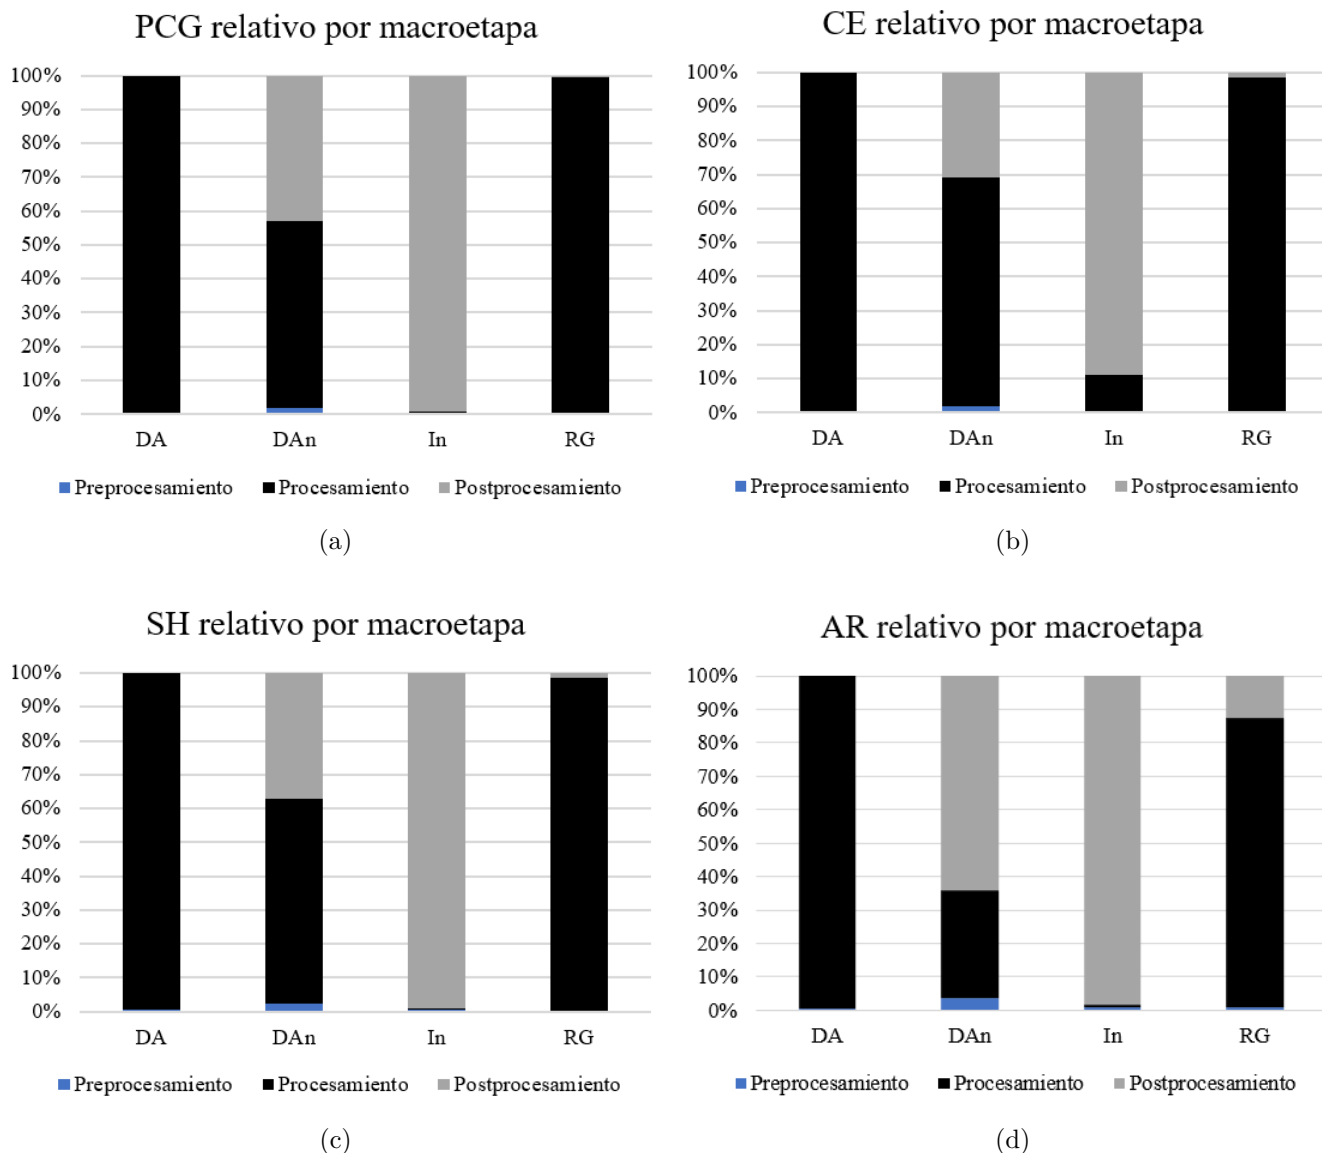 PCG relativo por macroetapa
100%
90%
80%
70%
60%
50%
40%
30%
20%
10%
0%
DA DAn In RG
Preprocesamiento Procesamiento Postprocesamiento
(a)
CE relativo por macroetapa
100%
90%
80%
70%
60%
50%
40%
30%
20%
10%
0%
DA DAn In RG
Preprocesamiento Procesamiento Postprocesamiento
(b)
SH relativo por macroetapa
100%
90%
80%
70%
60%
50%
40%
30%
20%
10%
0%
DA DAn In RG
Preprocesamiento Procesamiento Postprocesamiento
(c)
AR relativo por macroetapa
100%
90%
80%
70%
60%
50%
40%
30%
20%
10%
0%
DA DAn In RG
Preprocesamiento Procesamiento Postprocesamiento
(d)